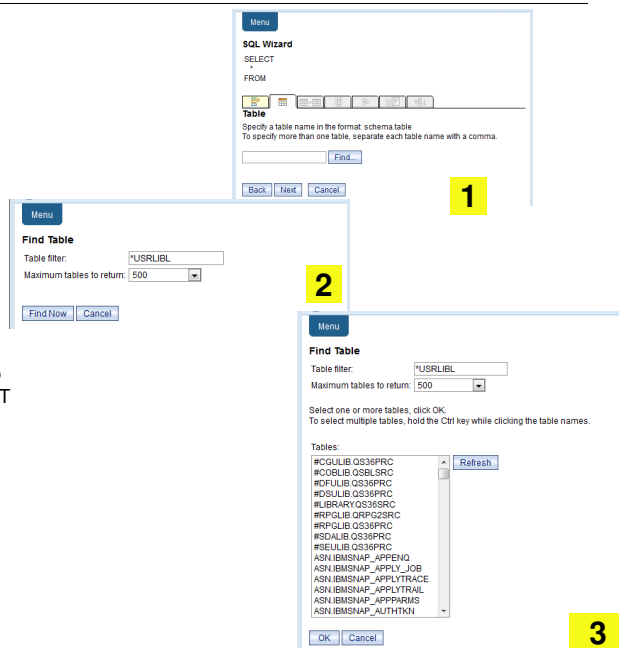 Menu
SQL Wizard
SELECT
*
FROM
Table
Specify a table name in the format: schema.table
To specify more than one table, separate each table name with a comma.
Find...
Back Next Cancel
1
Menu
Find Table
Table filter: *USRLIBL
Maximum tables to return: 500
Find Now Cancel
2
T
Menu
Find Table
Table filter: *USRLIBL
Maximum tables to return: 500
Select one or more tables, click OK.
To select multiple tables, hold the Ctrl key while clicking the table names.
Tables:
#CGULIB.QS36PRC
#COBLIB.QSBLSRC
#DFULIB.QS36PRC
#DSULIB.QS36PRC
#LIBRARY.QS36SRC
#RPGLIB.QRPG2SRC
#RPGLIB.QS36PRC
#SDALIB.QS36PRC
#SEULIB.QS36PRC
ASN.IBMSNAP_APPENQ
ASN.IBMSNAP_APPLY_JOB
ASN.IBMSNAP_APPLYTRACE
ASN.IBMSNAP_APPLYTRAIL
ASN.IBMSNAP_APPPARMS
ASN.IBMSNAP_AUTHTKN
Refresh
OK Cancel
3